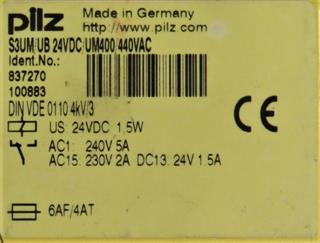 pilz
Made in Germany
http://www.pilz.com
S3UM/UB 24VDC/UM400/440VAC
Ident.No.:
837270
100883
DIN VDE 0110 4kV/3
US: 24VDC 1,5W
AC1: 240V 5A
AC15: 230V 2A DC13: 24V 1.5A
6AF/4AT
CE